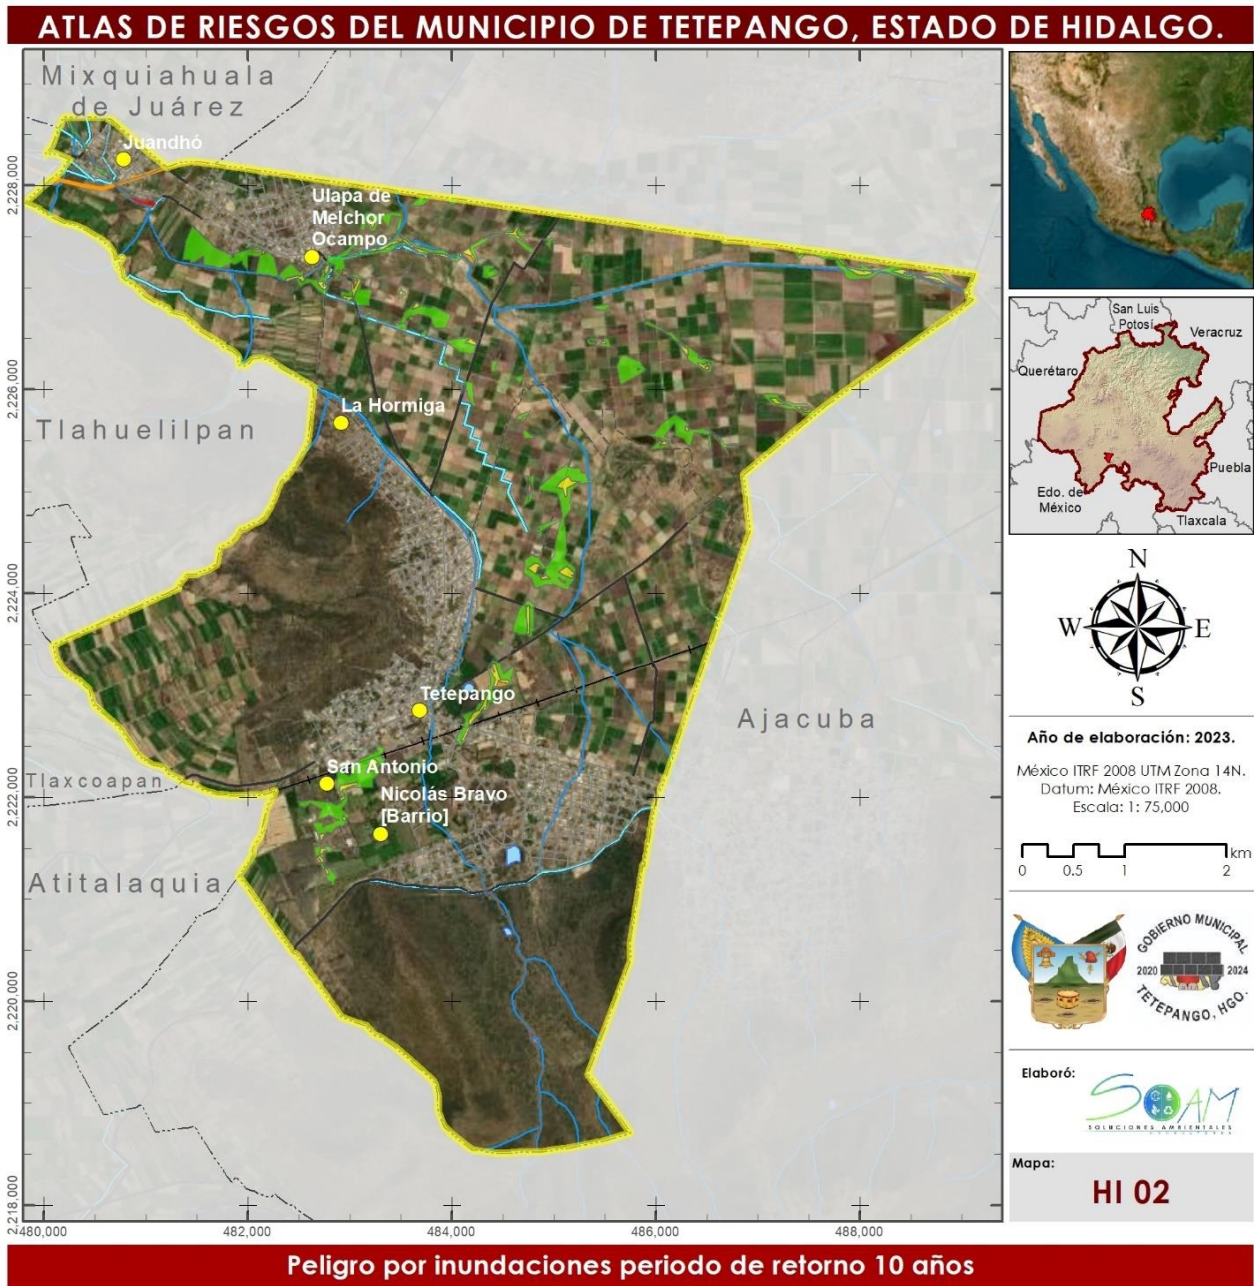 ATLAS DE RIESGOS DEL MUNICIPIO DE TETEPANGO, ESTADO DE HIDALGO.
Mixquiahuala
de Juárez
Juandhó
Ulapa de
Melchor
Ocampo
La Hormiga
Tlahuelilpan
Tetepango
Ajacuba
Tlaxcoapan
San Antonio
Nicolás Bravo
[Barrio]
Atitalaquia
2,228,000
2,226,000
2,224,000
2,222,000
2,220,000
2,218,000
480,000
482,000
484,000
486,000
488,000
San Luis
Potosí
Veracruz
Querétaro
Puebla
Edo. de
México
Tlaxcala
N
W
E
S
Año de elaboración: 2023.
México ITRF 2008 UTM Zona 14N.
Datum: México ITRF 2008.
Escala: 1: 75,000
km
0 0.5 1 2
GOBIERNO MUNICIPAL
2020 2024
TETEPANGO, HGO.
Elaboró:
SOAM
SOLUCIONES AMBIENTALES
Mapa:
HI 02
Peligro por inundaciones periodo de retorno 10 años